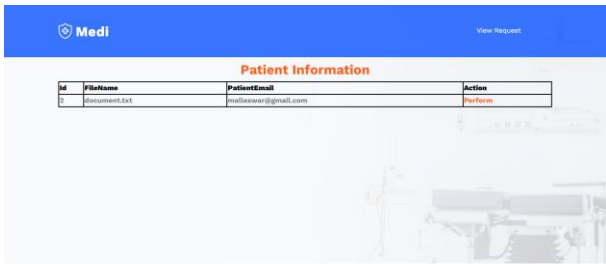 Medi
View Request
Patient Information
Id FileName PatientEmail Action
2 document.txt malleswar@gmail.com Perform